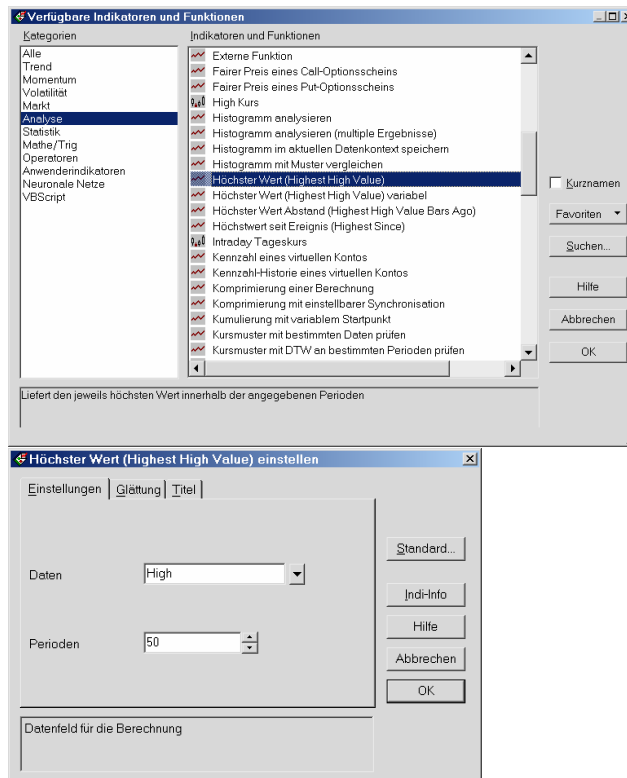 Verfügbare Indikatoren und Funktionen
Kategorien
Indikatoren und Funktionen
Alle
Trend
Momentum
Volatilität
Markt
Analyse
Statistik
Mathe/Trig
Operatoren
Anwenderindikatoren
Neuronale Netze
VBScript
Externe Funktion
Fairer Preis eines Call-Optionsscheins
Fairer Preis eines Put-Optionsscheins
High Kurs
Histogramm analysieren
Histogramm analysieren (multiple Ergebnisse)
Histogramm im aktuellen Datenkontext speichern
Histogramm mit Muster vergleichen
Höchster Wert (Highest High Value)
Höchster Wert (Highest High Value) variabel
Höchster Wert Abstand (Highest High Value Bars Ago)
Höchstwert seit Ereignis (Highest Since)
Intraday Tageskurs
Kennzahl eines virtuellen Kontos
Kennzahl-Historie eines virtuellen Kontos
Komprimierung einer Berechnung
Komprimierung mit einstellbarer Synchronisation
Kumulierung mit variablem Startpunkt
Kursmuster mit bestimmten Daten prüfen
Kursmuster mit DTW an bestimmten Perioden prüfen
Kurznamen
Favoriten
Suchen...
Hilfe
Abbrechen
OK
Liefert den jeweils höchsten Wert innerhalb der angegebenen Perioden
Höchster Wert (Highest High Value) einstellen
Einstellungen Glättung Titel
Daten High
Perioden 50
Standard...
Indi-Info
Hilfe
Abbrechen
OK
Datenfeld für die Berechnung